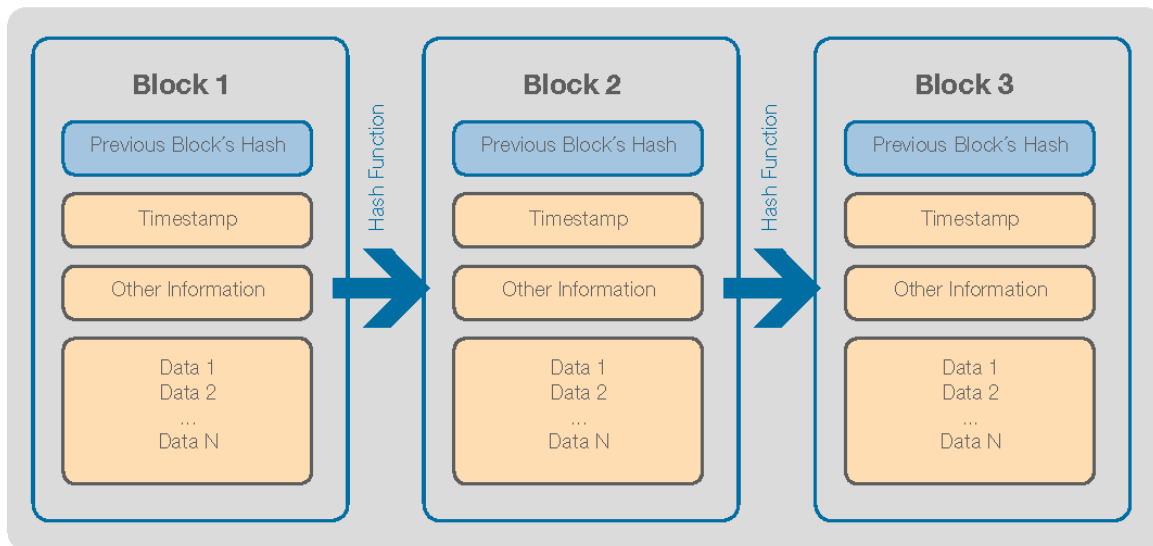 Block 1
Previous Block´s Hash
Timestamp
Other Information
Data 1
Data 2
...
Data N
Hash Function
Block 2
Previous Block´s Hash
Timestamp
Other Information
Data 1
Data 2
...
Data N
Hash Function
Block 3
Previous Block´s Hash
Timestamp
Other Information
Data 1
Data 2
...
Data N